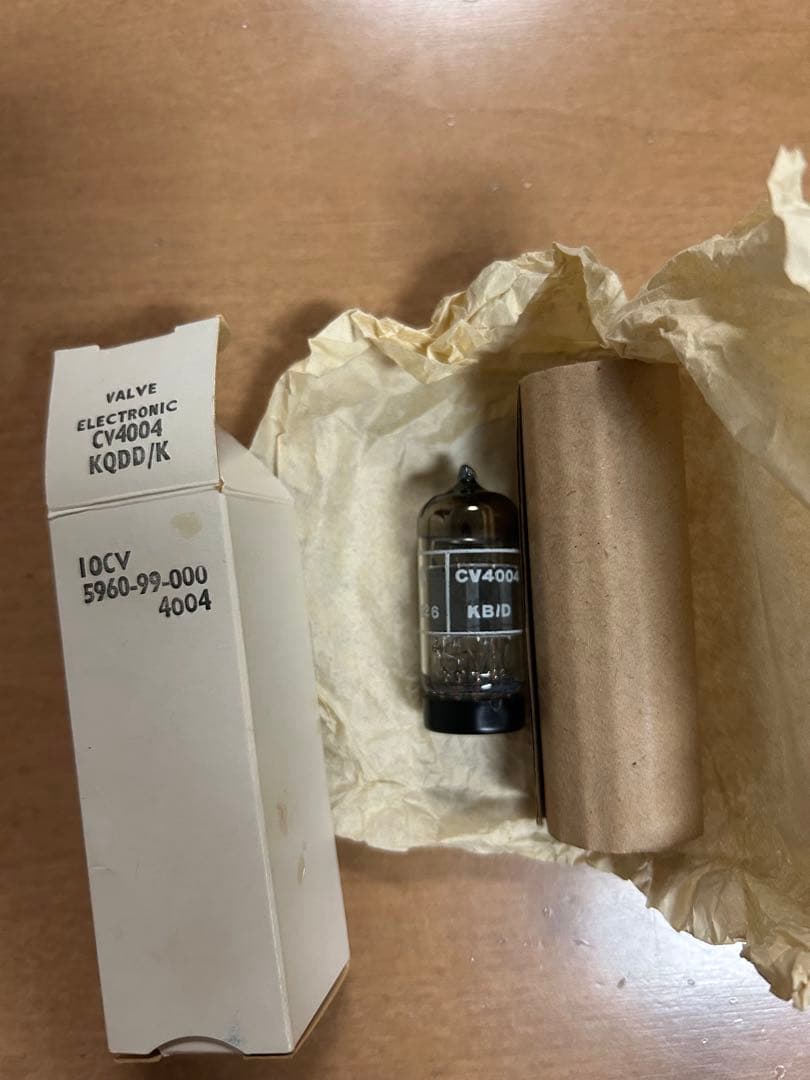 VALVE
ELECTRONIC
CV4004
KQDD/K
10CV
5960-99-000
4004
CV4004
26 KB/D